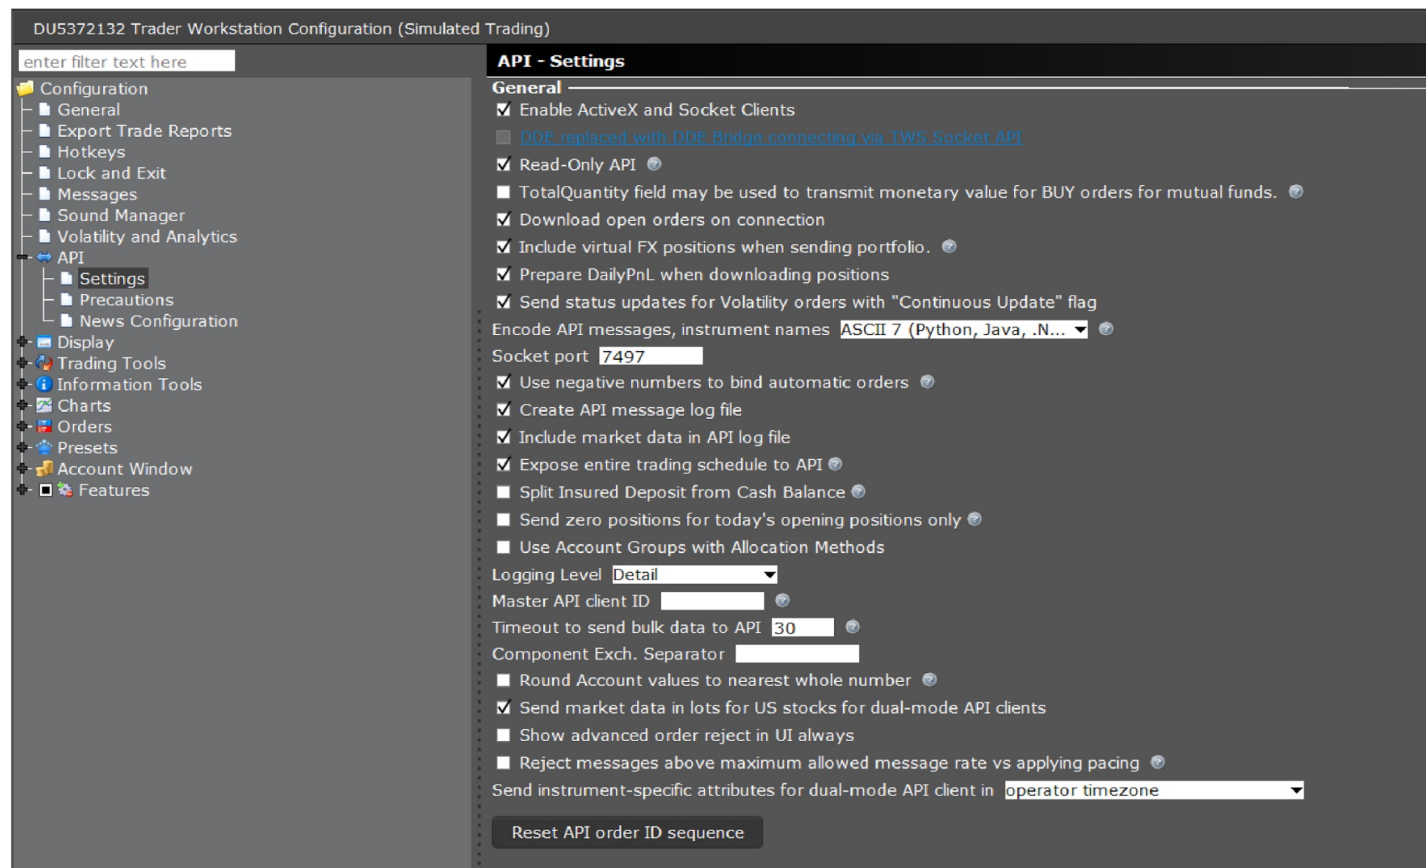 DU5372132 Trader Workstation Configuration (Simulated Trading)
enter filter text here
Configuration
General
Export Trade Reports
Hotkeys
Lock and Exit
Messages
Sound Manager
Volatility and Analytics
API
Settings
Precautions
News Configuration
Display
Trading Tools
Information Tools
Charts
Orders
Presets
Account Window
Features
API - Settings
General
Enable ActiveX and Socket Clients
DDE replaced with DDE Bridge connecting via TWS Socket API
Read-Only API ?
TotalQuantity field may be used to transmit monetary value for BUY orders for mutual funds. ?
Download open orders on connection
Include virtual FX positions when sending portfolio. ?
Prepare DailyPnL when downloading positions
Send status updates for Volatility orders with "Continuous Update" flag
Encode API messages, instrument names ASCII 7 (Python, Java, .N... ?
Socket port 7497
Use negative numbers to bind automatic orders ?
Create API message log file
Include market data in API log file
Expose entire trading schedule to API ?
Split Insured Deposit from Cash Balance ?
Send zero positions for today's opening positions only ?
Use Account Groups with Allocation Methods
Logging Level Detail
Master API client ID ?
Timeout to send bulk data to API 30 ?
Component Exch. Separator
Round Account values to nearest whole number ?
Send market data in lots for US stocks for dual-mode API clients
Show advanced order reject in UI always
Reject messages above maximum allowed message rate vs applying pacing ?
Send instrument-specific attributes for dual-mode API client in operator timezone
Reset API order ID sequence